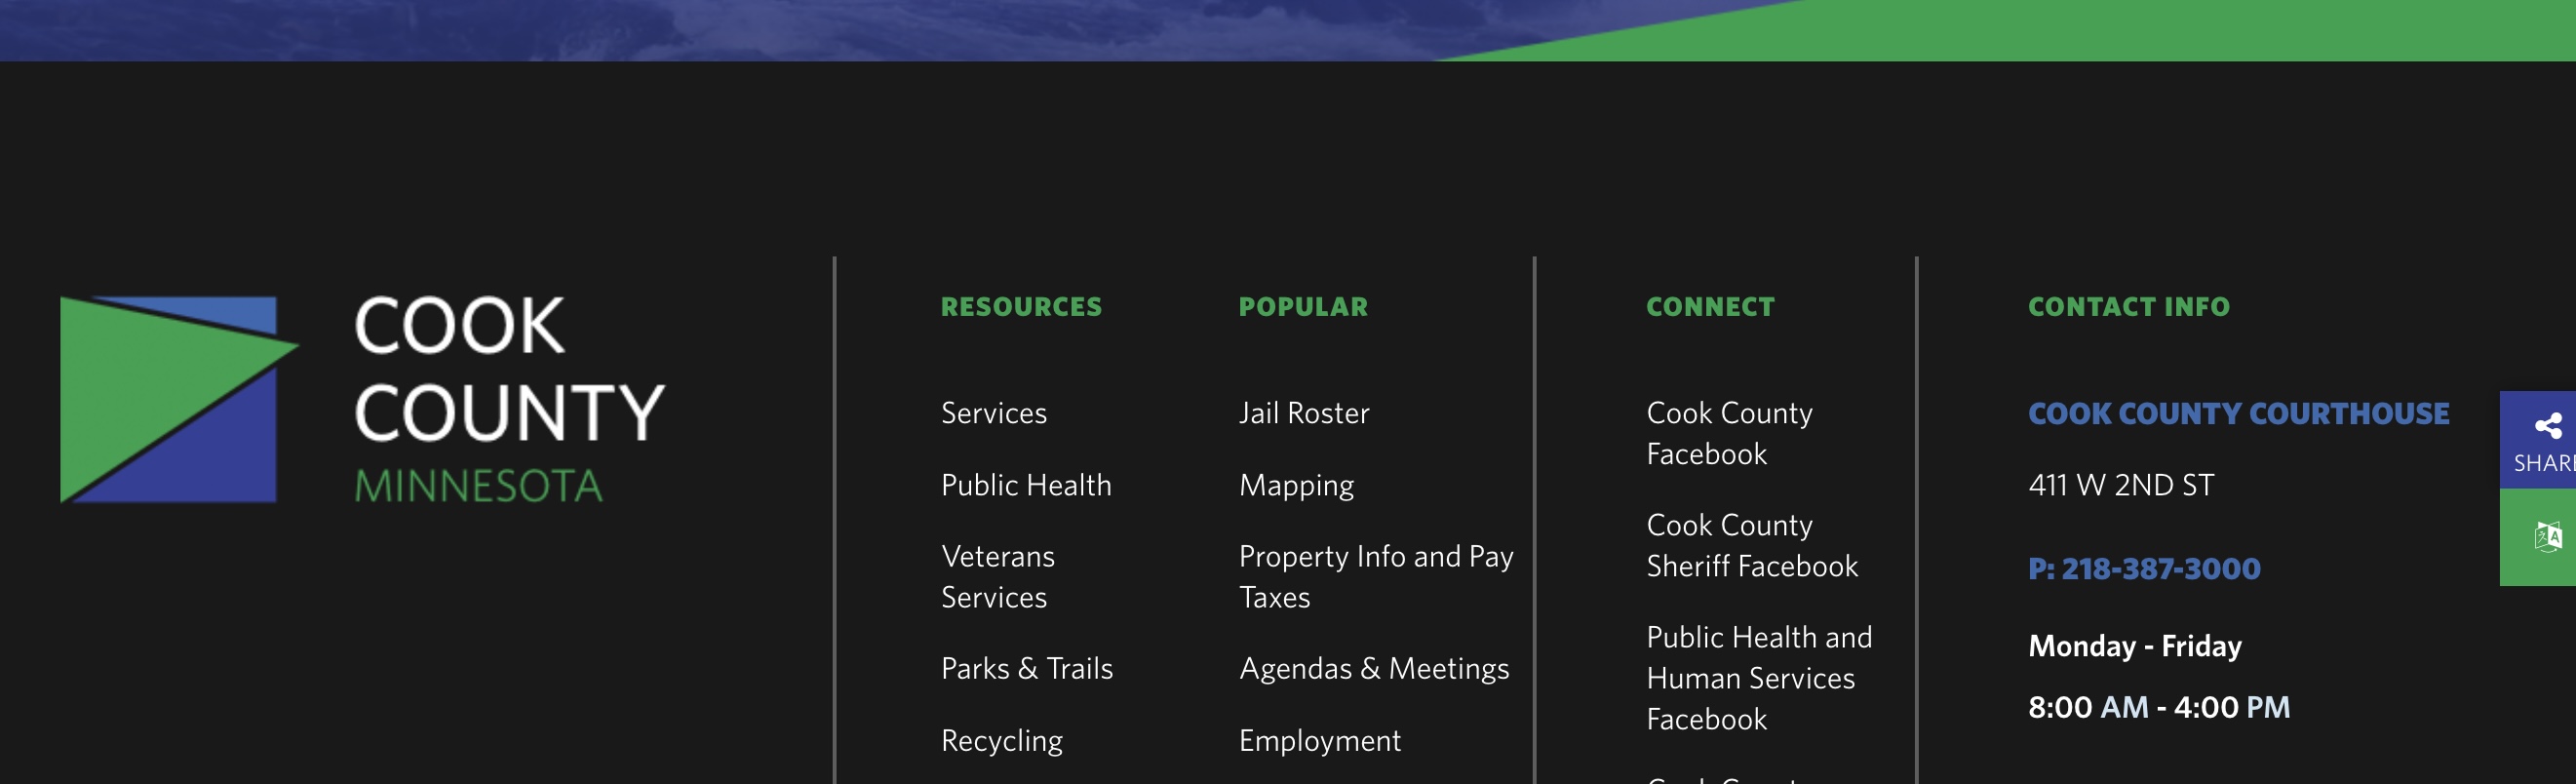 COOK
COUNTY
MINNESOTA
RESOURCES
Services
Public Health
Veterans
Services
Parks & Trails
Recycling
POPULAR
Jail Roster
Mapping
Property Info and Pay
Taxes
Agendas & Meetings
Employment
CONNECT
Cook County
Facebook
Cook County
Sheriff Facebook
Public Health and
Human Services
Facebook
CONTACT INFO
COOK COUNTY COURTHOUSE
411 W 2ND ST
P: 218-387-3000
Monday - Friday
8:00 AM - 4:00 PM
SHARE